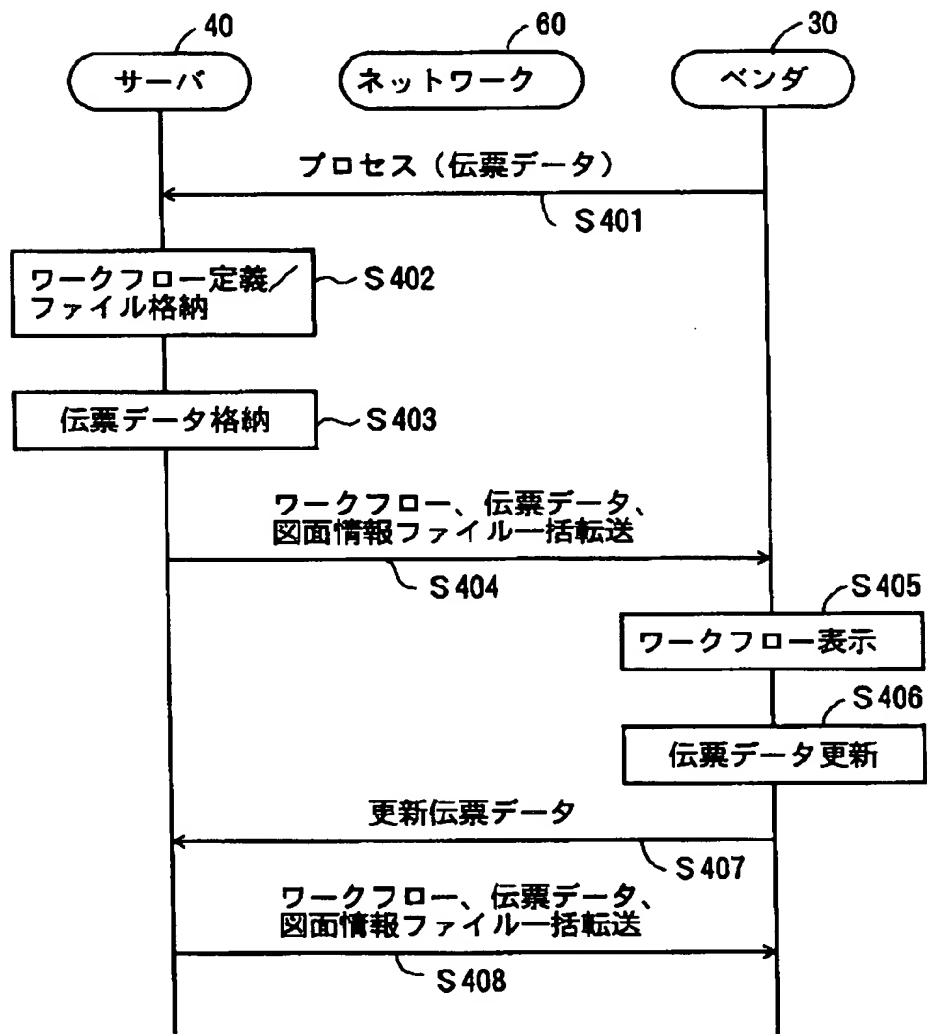 40
60
30
サーバ
ネットワーク
ベンダ
プロセス（伝票データ）
S401
ワークフロー定義／
ファイル格納
S402
伝票データ格納
S403
ワークフロー、伝票データ、
図面情報ファイル一括転送
S404
S405
ワークフロー表示
S406
伝票データ更新
更新伝票データ
S407
ワークフロー、伝票データ、
図面情報ファイル一括転送
S408